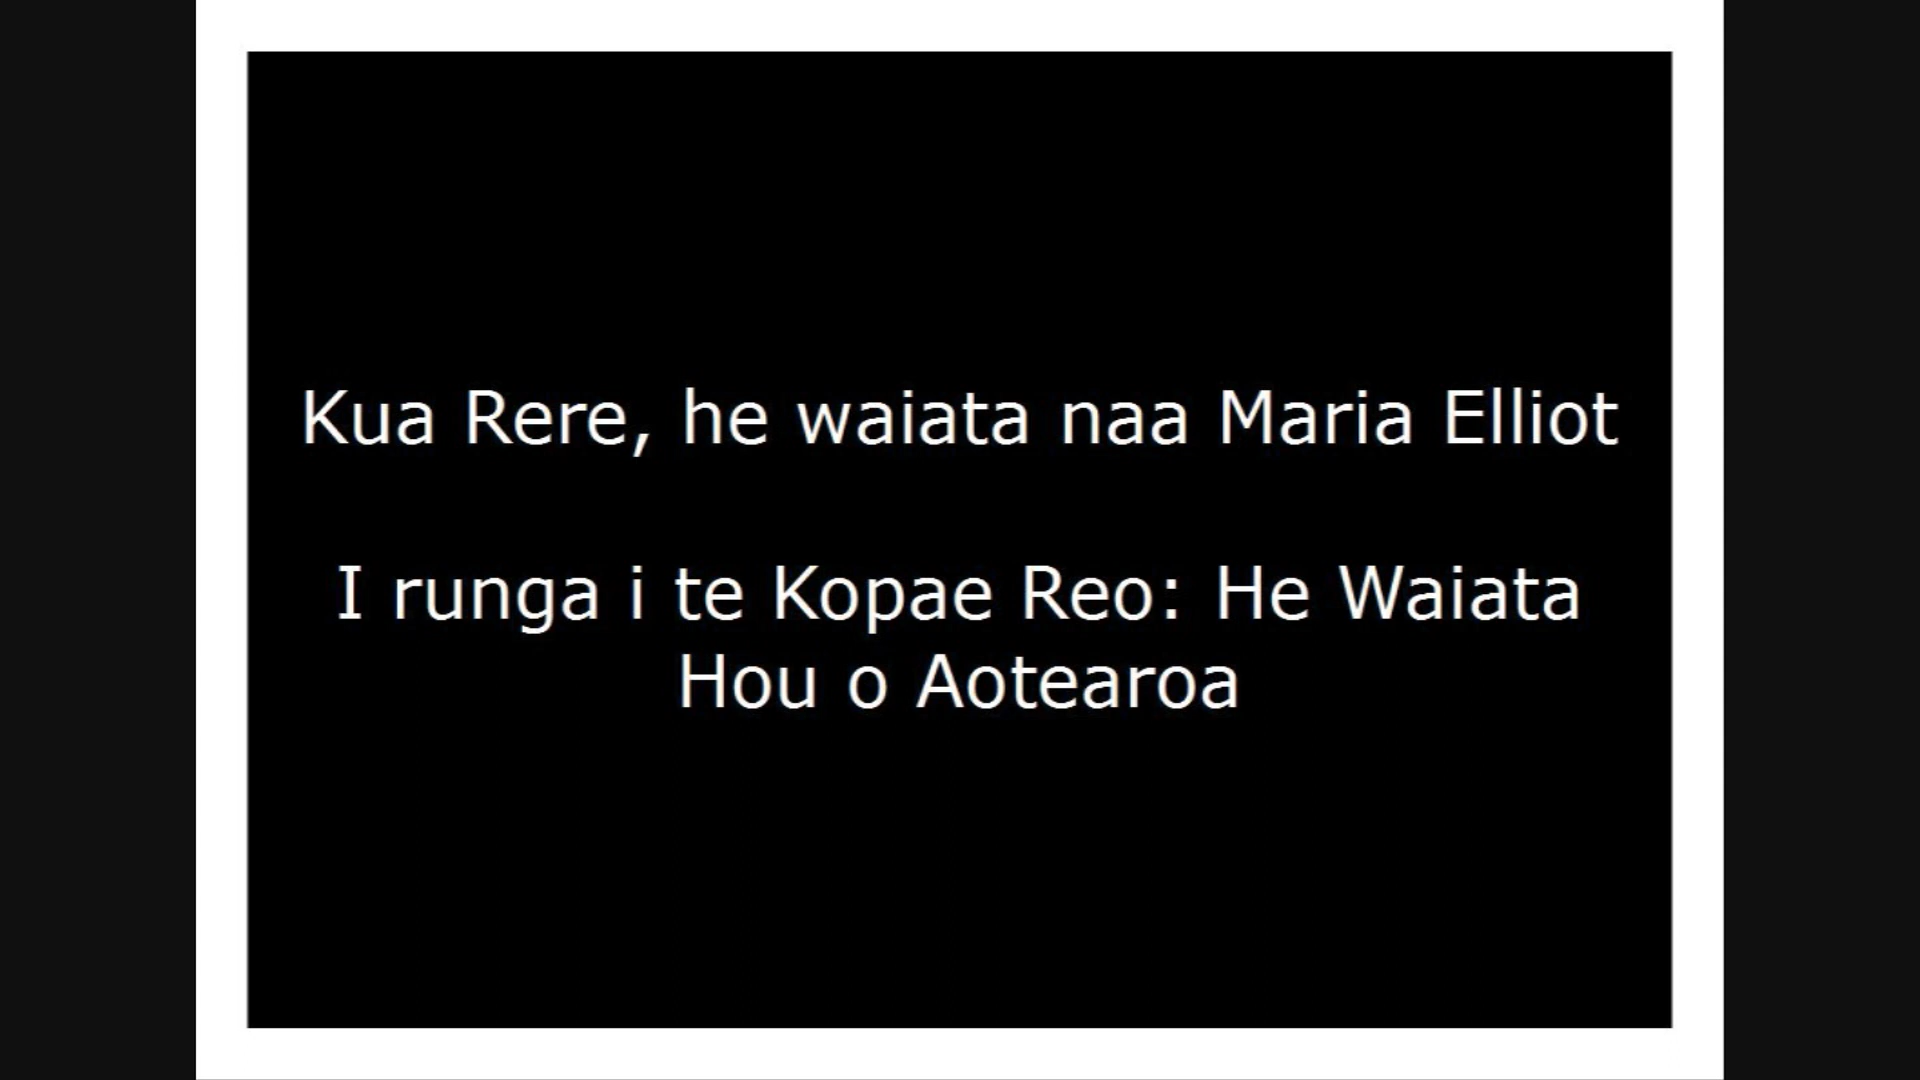 Kua Rere, he waiata naa Maria Elliot
I runga i te Kopae Reo: He Waiata
Hou o Aotearoa